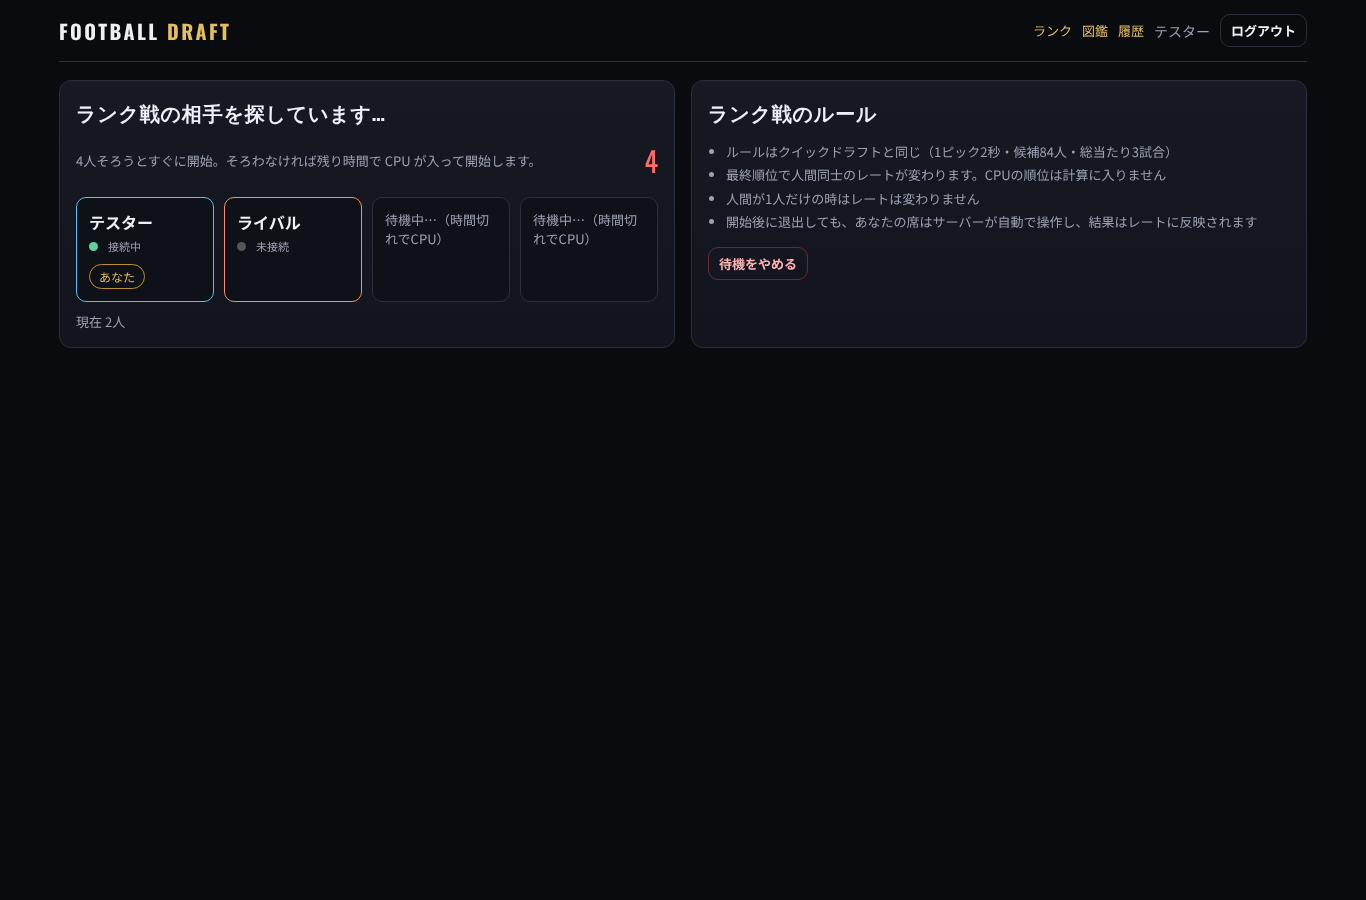 FOOTBALL DRAFT
ランク 図鑑 履歴 テスター ログアウト
ランク戦の相手を探しています…
4人そろうとすぐに開始。そろわなければ残り時間で CPU が入って開始します。
4
テスター
接続中
あなた
ライバル
未接続
待機中…（時間切
れでCPU）
待機中…（時間切
れでCPU）
現在 2人
ランク戦のルール
ルールはクイックドラフトと同じ（1ピック2秒・候補84人・総当たり3試合）
最終順位で人間同士のレートが変わります。CPUの順位は計算に入りません
人間が1人だけの時はレートは変わりません
開始後に退出しても、あなたの席はサーバーが自動で操作し、結果はレートに反映されます
待機をやめる